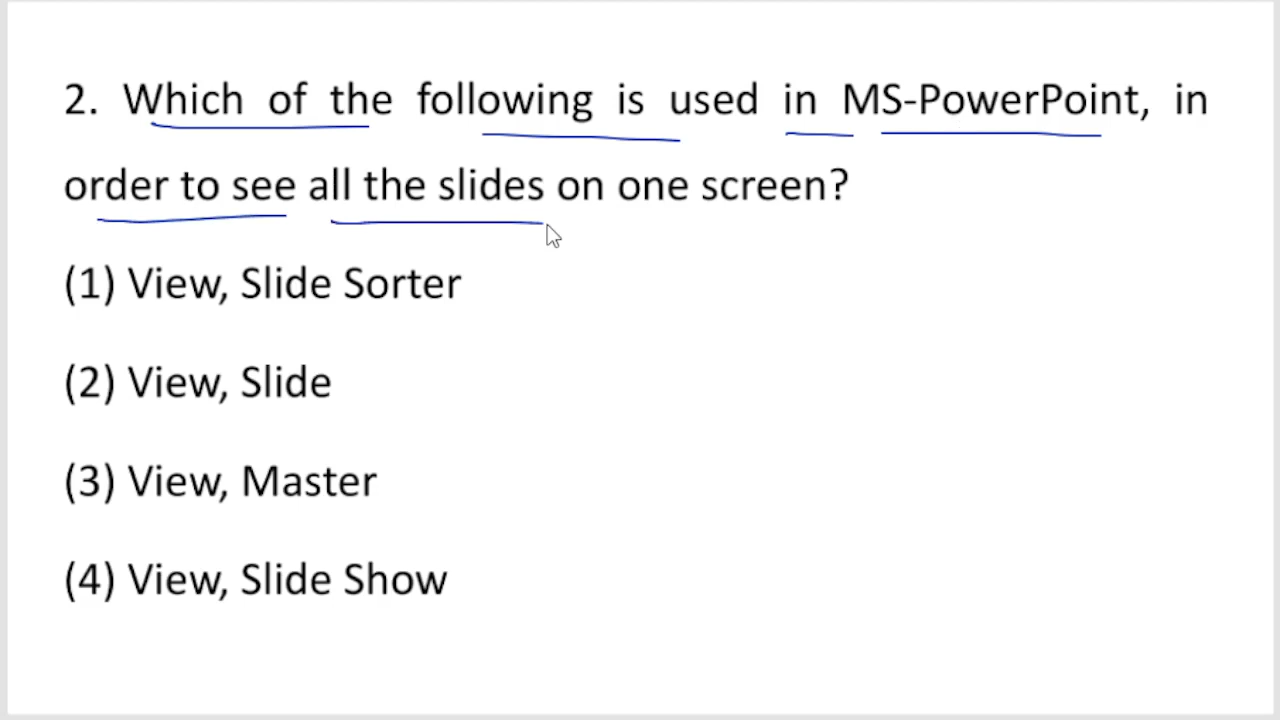 2. Which of the following is used in MS-PowerPoint, in
order to see all the slides on one screen?
(1) View, Slide Sorter
(2) View, Slide
(3) View, Master
(4) View, Slide Show